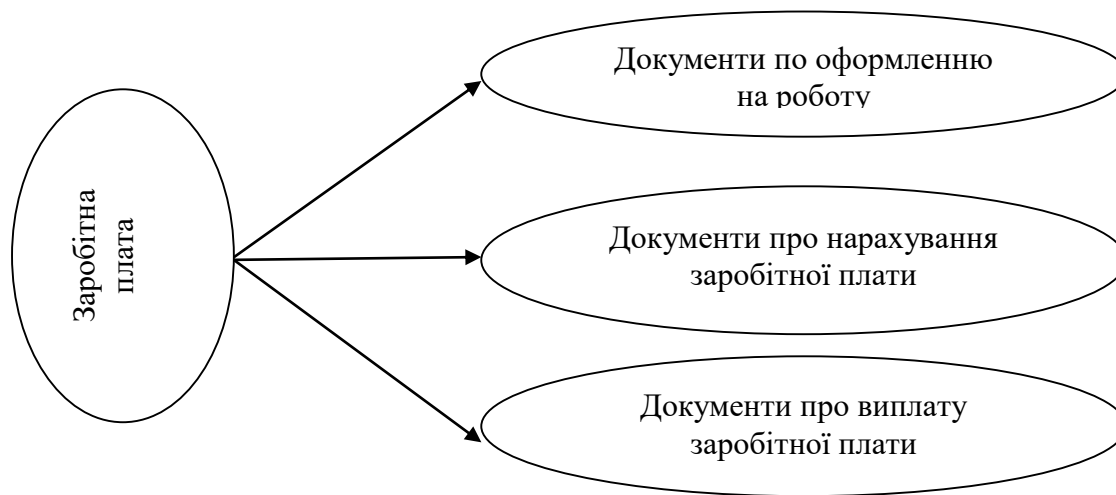 Заробітна
плата
Документи по оформленню
на роботу
Документи про нарахування
заробітної плати
Документи про виплату
заробітної плати